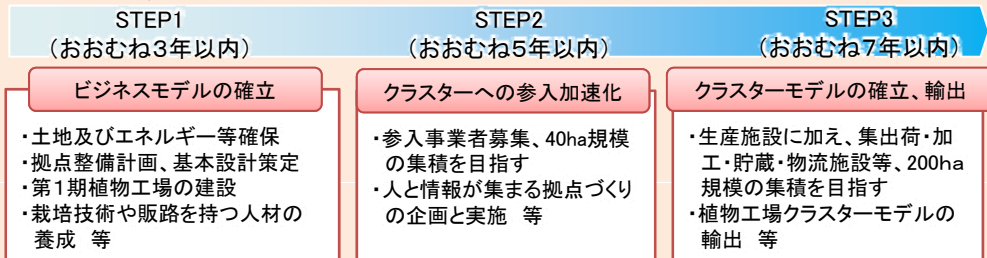 STEP1
(おおむね3年以内)
ビジネスモデルの確立
・土地及びエネルギー等確保
・拠点整備計画、基本設計策定
・第1期植物工場の建設
・栽培技術や販路を持つ人材の
養成 等
STEP2
(おおむね5年以内)
クラスターへの参入加速化
・参入事業者募集、40ha規模
の集積を目指す
・人と情報が集まる拠点づくり
の企画と実施 等
STEP3
(おおむね7年以内)
クラスターモデルの確立、輸出
・生産施設に加え、集出荷・加
工・貯蔵・物流施設等、200ha
規模の集積を目指す
・植物工場クラスターモデルの
輸出 等